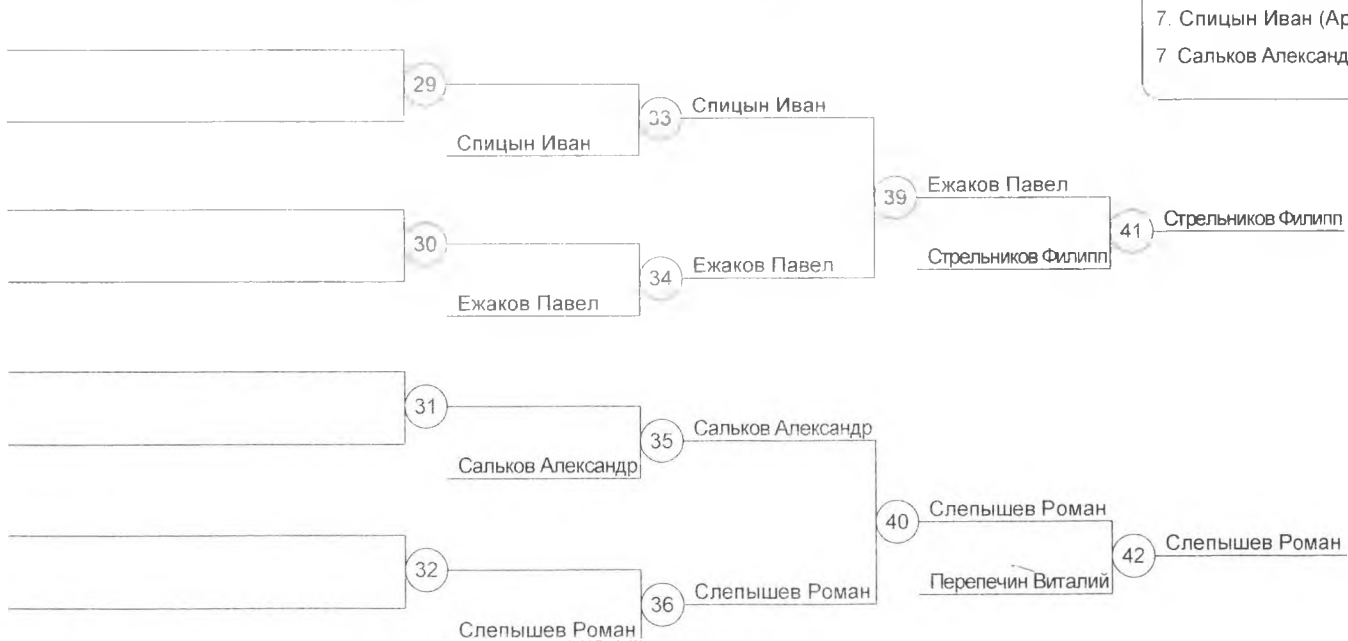 7. Спицын Иван (Ар
7 Сальков Александ
29
33
Спицын Иван
Спицын Иван
39
Ежаков Павел
41
Стрельников Филипп
30
34
Ежаков Павел
Стрельников Филипп
Ежаков Павел
31
35
Сальков Александр
Сальков Александр
40
Слепышев Роман
42
Слепышев Роман
32
36
Слепышев Роман
Перепечин Виталий
Слепышев Роман